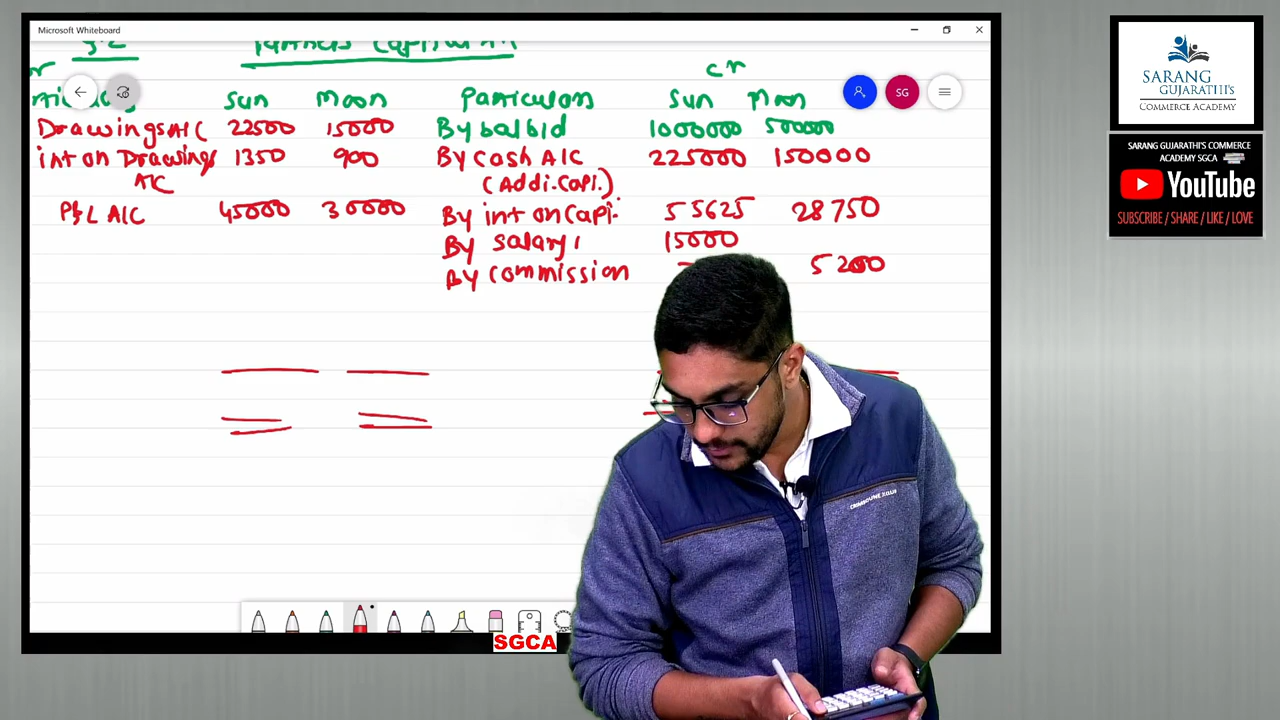 Microsoft Whiteboard
Partners Capital A/c
cr
Sun Moon Particulars Sun Moon
Drawings A/C 22500 15000 By bal b/d 1000000 500000
int on Drawings A/C 1350 900 By Cash A/C 225000 150000
(Addi. Capi.)
P&L A/C 45000 30000 By int on Capi. 55625 28750
By Salary 15000
By Commission 5200
SG
SGCA
SARANG
GUJARATHI'S
COMMERCE ACADEMY
SARANG GUJARATHI'S COMMERCE
ACADEMY SGCA
YouTube
SUBSCRIBE / SHARE / LIKE / LOVE